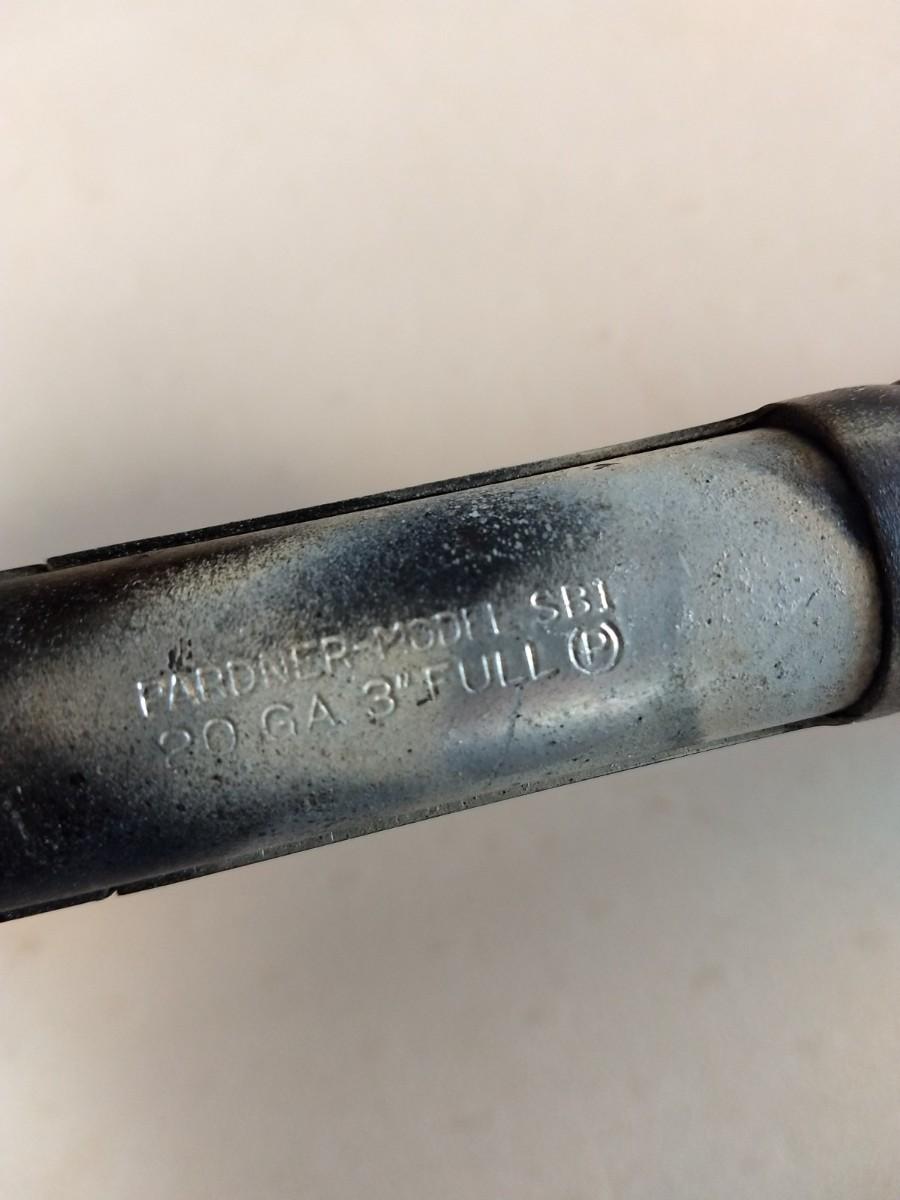 PARDNER-MODEL SB1
20 GA 3" FULL Ⓟ